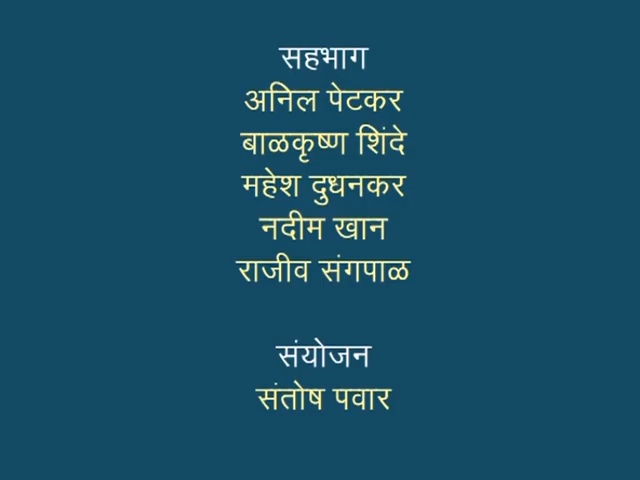 सहभाग
अनिल पेटकर
बाळकृष्ण शिंदे
महेश दुधनकर
नदीम खान
राजीव संगपाळ
संयोजन
संतोष पवार